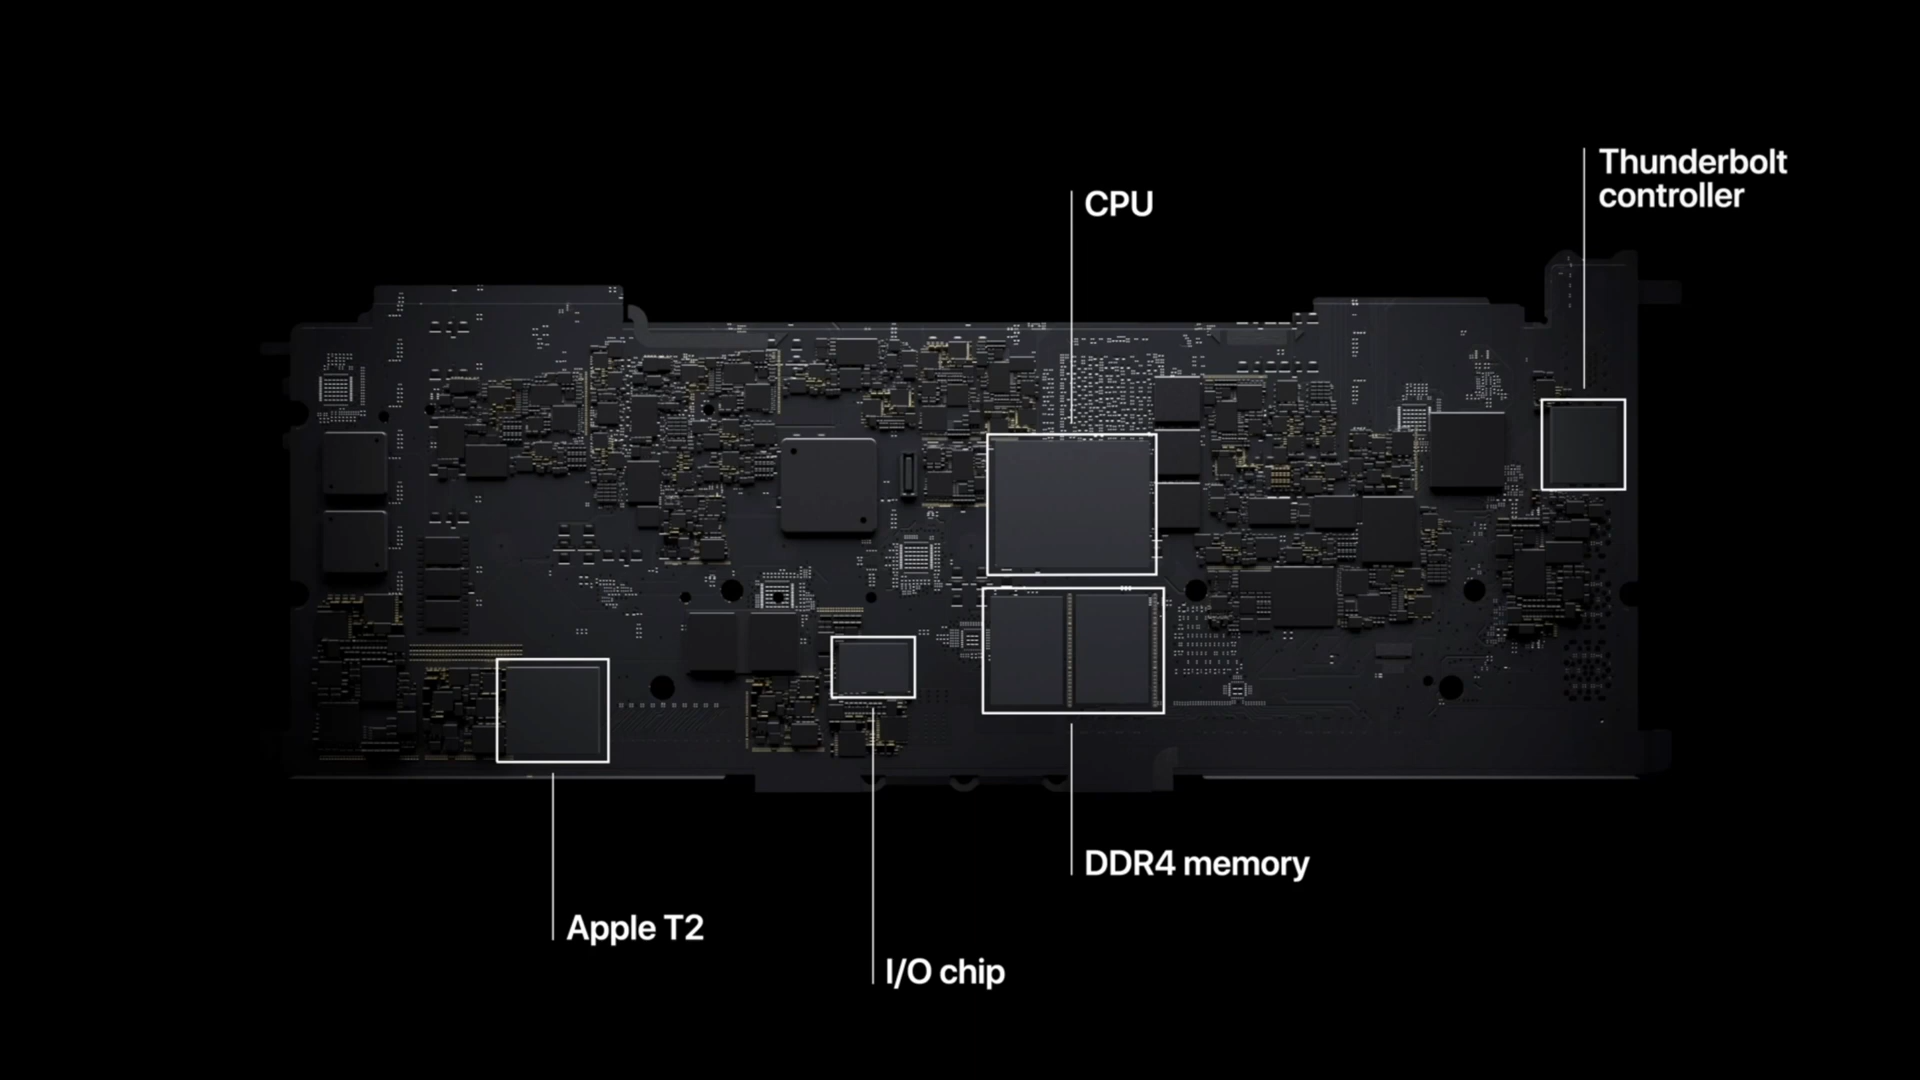 Thunderbolt
controller
CPU
DDR4 memory
Apple T2
I/O chip